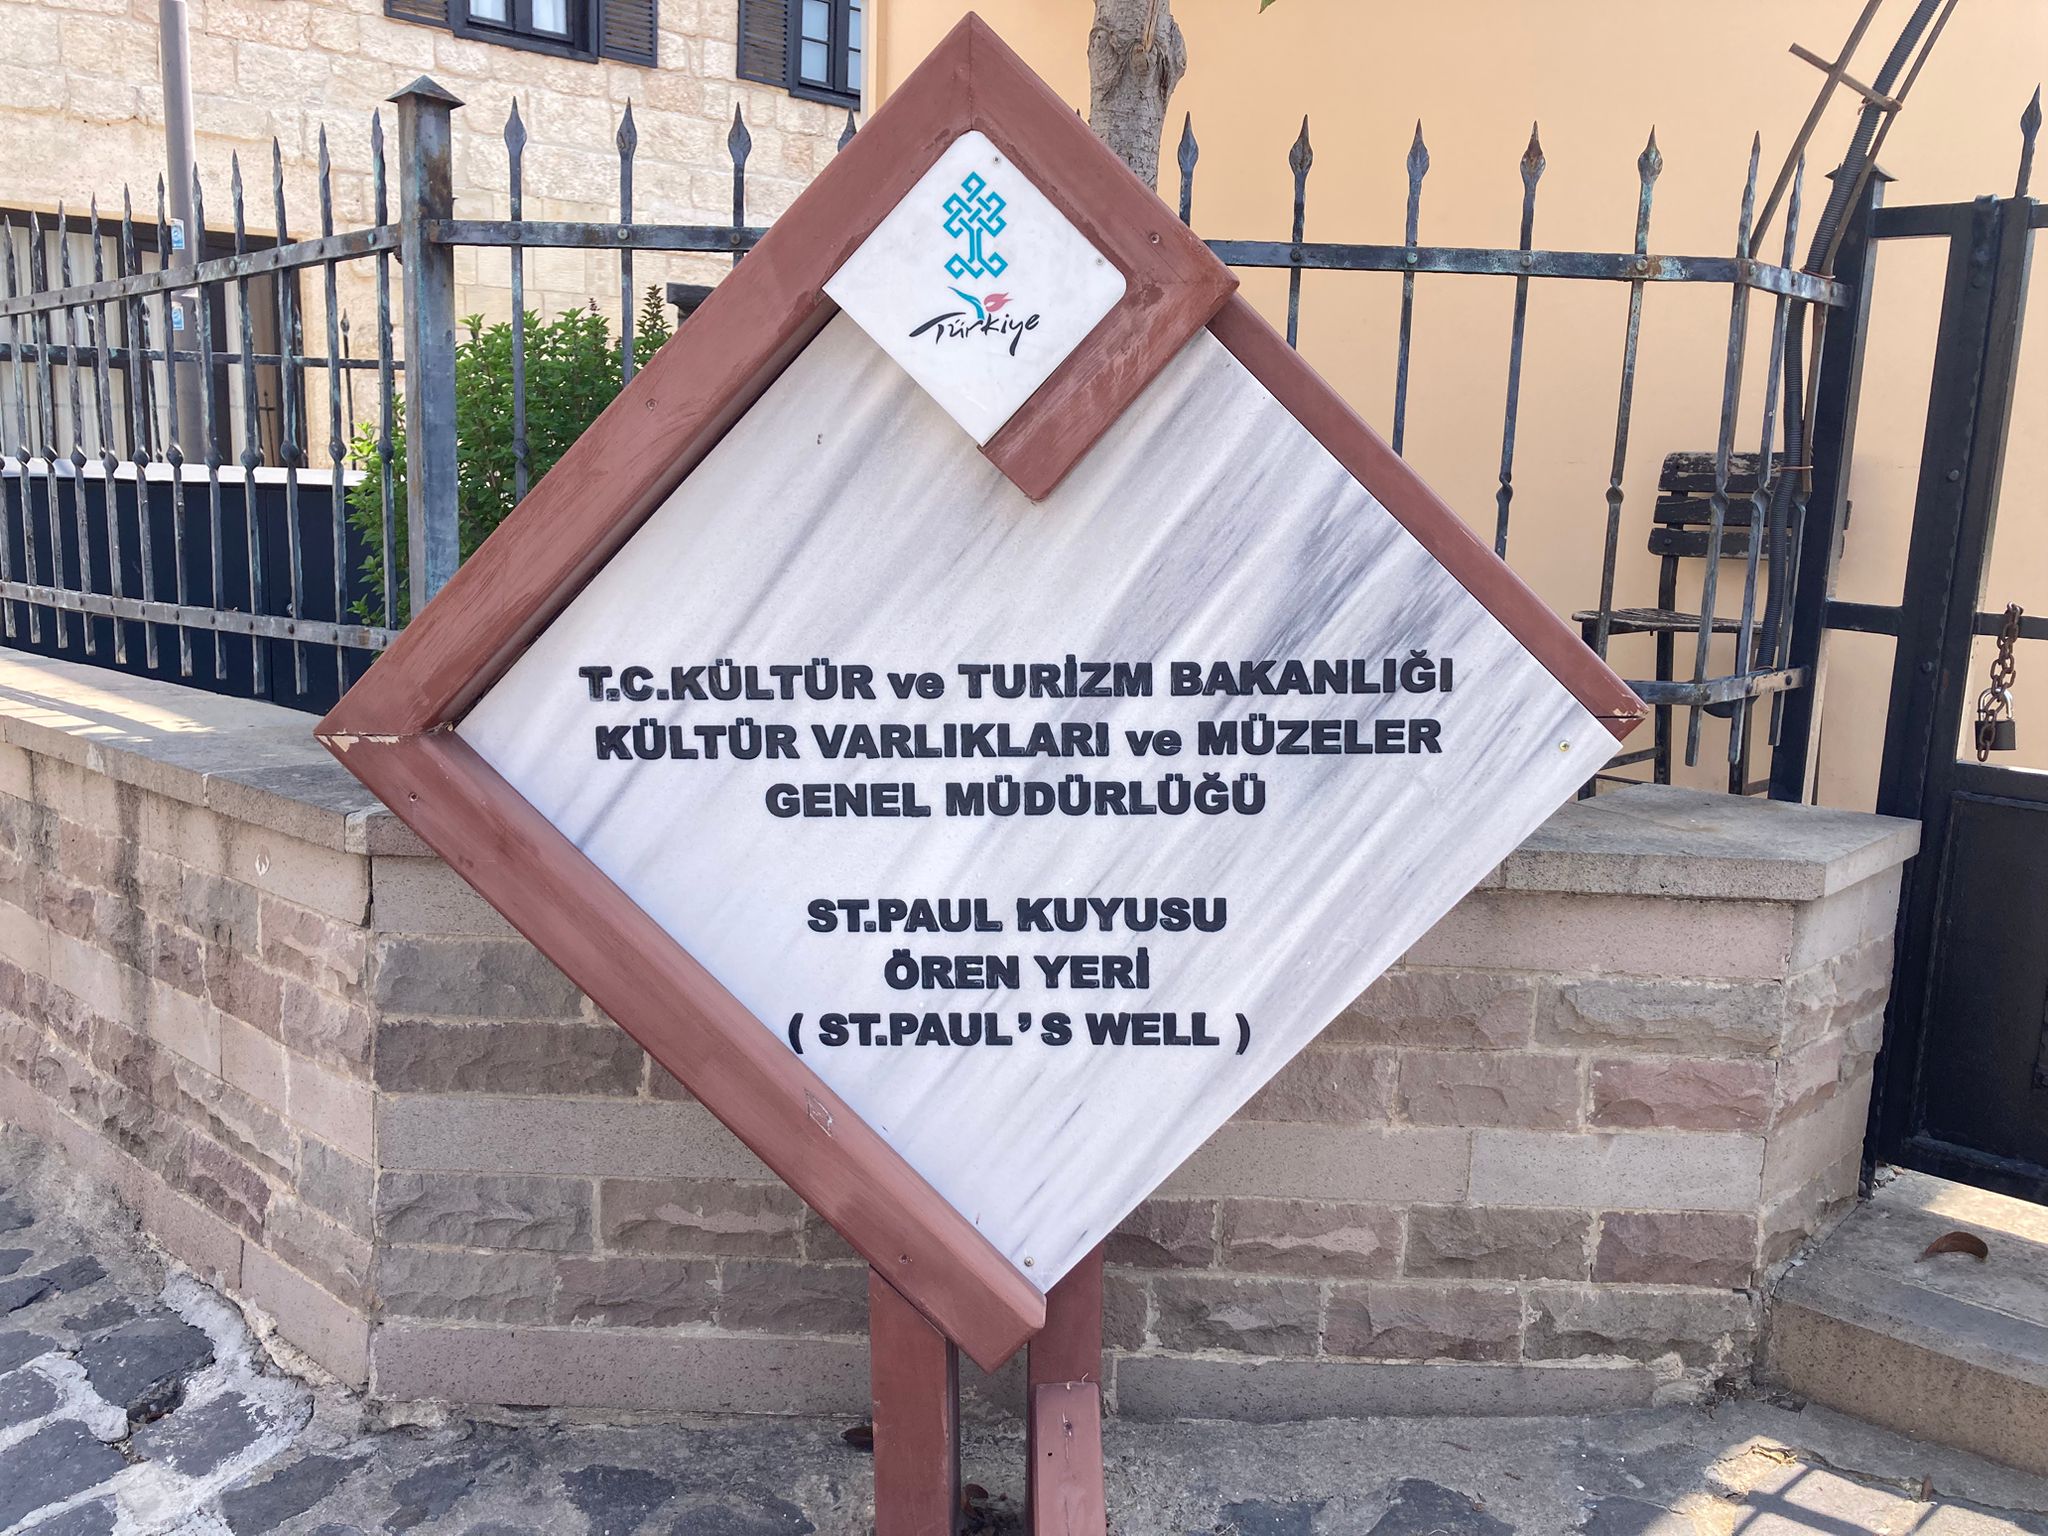 Türkiye
T.C.KÜLTÜR ve TURİZM BAKANLIĞI
KÜLTÜR VARLIKLARI ve MÜZELER
GENEL MÜDÜRLÜĞÜ
ST.PAUL KUYUSU
ÖREN YERİ
( ST.PAUL’S WELL )